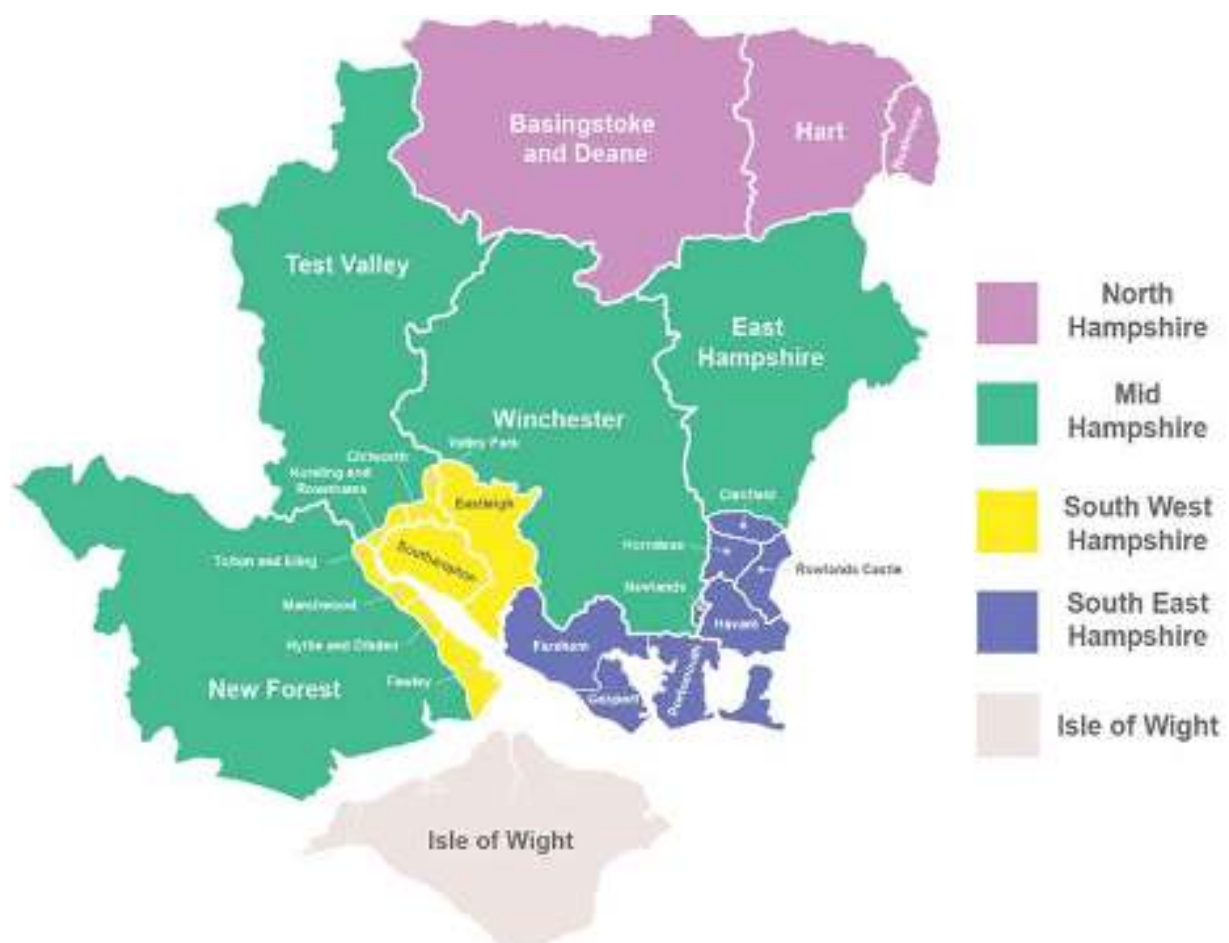 Basingstoke
and Deane
Hart
Rushmoor
Test Valley
East
Hampshire
Winchester
Valley Park
Chilworth
Nursling and
Rownhams
Eastleigh
Southampton
Totton and Eling
Marchwood
Hythe and Dibden
Fawley
New Forest
Clanfield
Horndean
Rowlands Castle
Newlands
Havant
Fareham
Gosport
Portsmouth
Isle of Wight
North
Hampshire
Mid
Hampshire
South West
Hampshire
South East
Hampshire
Isle of Wight